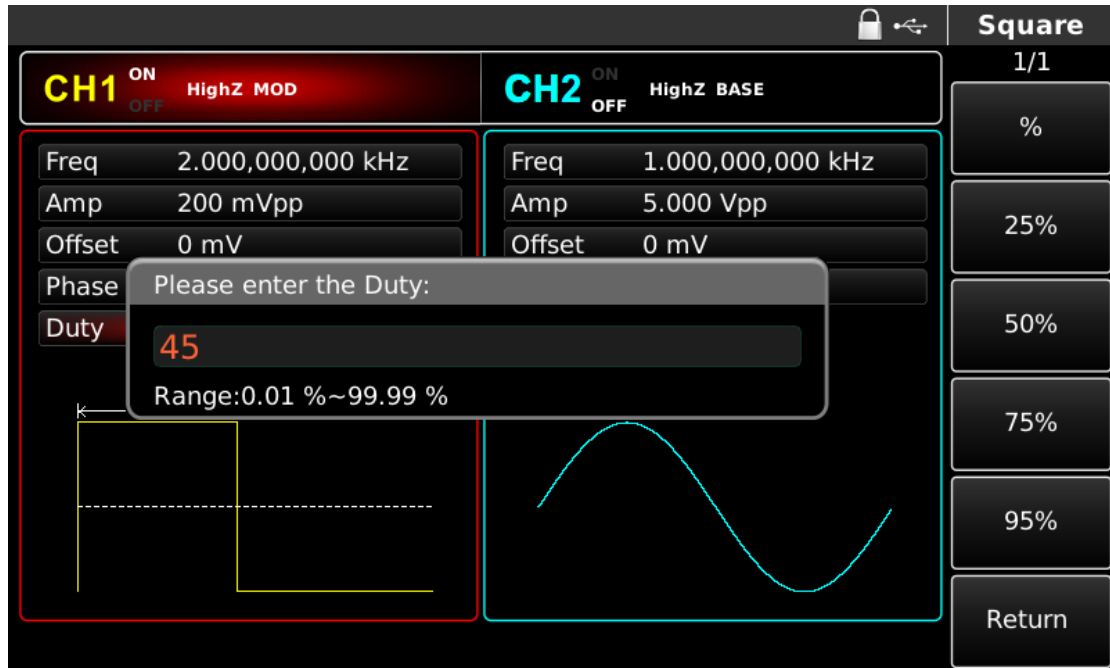 Square
1/1
CH1 ON OFF HighZ MOD
CH2 ON OFF HighZ BASE
Freq 2.000,000,000 kHz
Amp 200 mVpp
Offset 0 mV
Phase
Duty
Freq 1.000,000,000 kHz
Amp 5.000 Vpp
Offset 0 mV
Please enter the Duty:
45
Range:0.01 %~99.99 %
%
25%
50%
75%
95%
Return